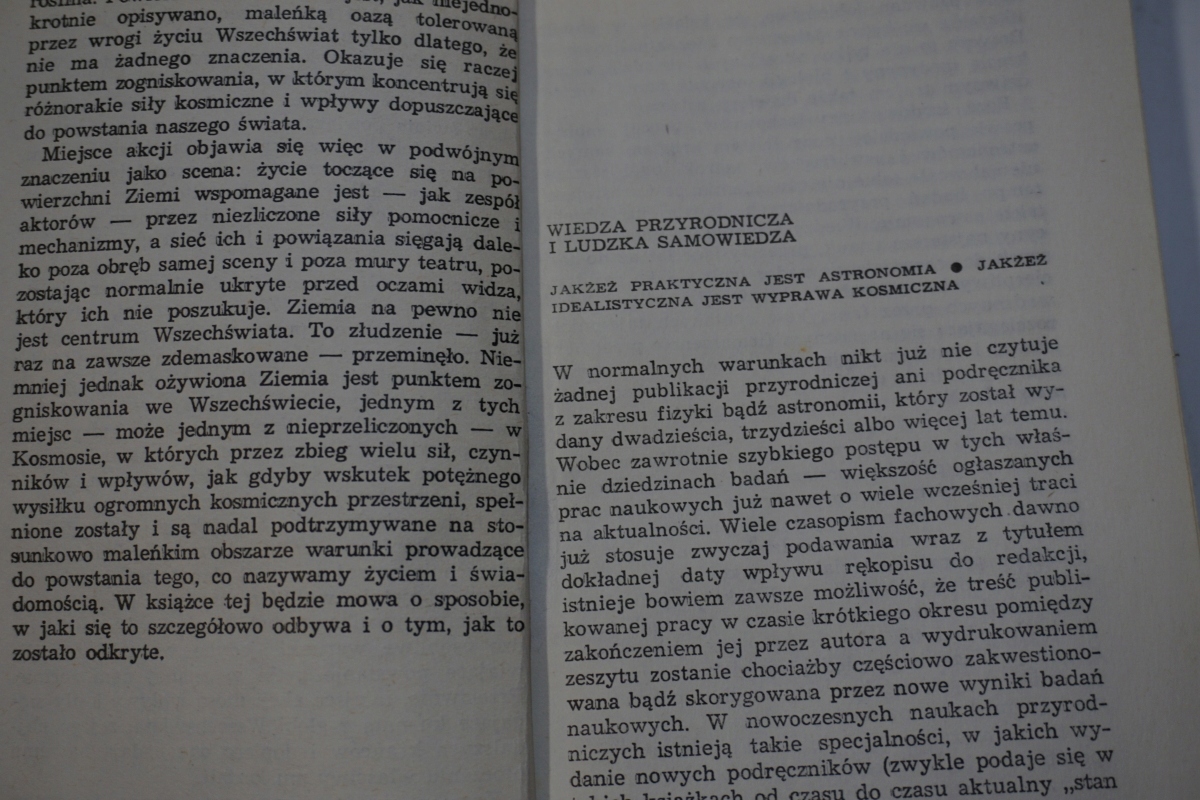 krotnie opisywano, maleńką oazą tolerowaną
przez wrogi życiu Wszechświat tylko dlatego, że
nie ma żadnego znaczenia. Okazuje się raczej
punktem zogniskowania, w którym koncentrują się
różnorakie siły kosmiczne i wpływy dopuszczające
do powstania naszego świata.
Miejsce akcji objawia się więc w podwójnym
znaczeniu jako scena: życie toczące się na po-
wierzchni Ziemi wspomagane jest — jak zespół
aktorów — przez niezliczone siły pomocnicze i
mechanizmy, a sieć ich i powiązania sięgają dale-
ko poza obręb samej sceny i poza mury teatru, po-
zostając normalnie ukryte przed oczami widza,
który ich nie poszukuje. Ziemia na pewno nie
jest centrum Wszechświata. To złudzenie — już
raz na zawsze zdemaskowane — przeminęło. Nie-
mniej jednak ożywiona Ziemia jest punktem zo-
gniskowania we Wszechświecie, jednym z tych
miejsc — może jednym z nieprzeliczonych — w
Kosmosie, w których przez zbieg wielu sił, czyn-
ników i wpływów, jak gdyby wskutek potężnego
wysiłku ogromnych kosmicznych przestrzeni, speł-
nione zostały i są nadal podtrzymywane na sto-
sunkowo maleńkim obszarze warunki prowadzące
do powstania tego, co nazywamy życiem i świa-
domością. W książce tej będzie mowa o sposobie,
w jaki się to szczegółowo odbywa i o tym, jak to
zostało odkryte.
WIEDZA PRZYRODNICZA
I LUDZKA SAMOWIEDZA
JAKŻEŻ PRAKTYCZNA JEST ASTRONOMIA ● JAKŻEŻ
IDEALISTYCZNA JEST WYPRAWA KOSMICZNA
W normalnych warunkach nikt już nie czytuje
żadnej publikacji przyrodniczej ani podręcznika
z zakresu fizyki bądź astronomii, który został wy-
dany dwadzieścia, trzydzieści albo więcej lat temu.
Wobec zawrotnie szybkiego postępu w tych właś-
nie dziedzinach badań — większość ogłaszanych
prac naukowych już nawet o wiele wcześniej traci
na aktualności. Wiele czasopism fachowych dawno
już stosuje zwyczaj podawania wraz z tytułem
dokładnej daty wpływu rękopisu do redakcji,
istnieje bowiem zawsze możliwość, że treść publi-
kowanej pracy w czasie krótkiego okresu pomiędzy
zakończeniem jej przez autora a wydrukowaniem
zeszytu zostanie chociażby częściowo zakwestiono-
wana bądź skorygowana przez nowe wyniki badań
naukowych. W nowoczesnych naukach przyrod-
niczych istnieją takie specjalności, w jakich wy-
danie nowych podręczników (zwykle podaje się w
książkach od czasu do czasu aktualny „stan